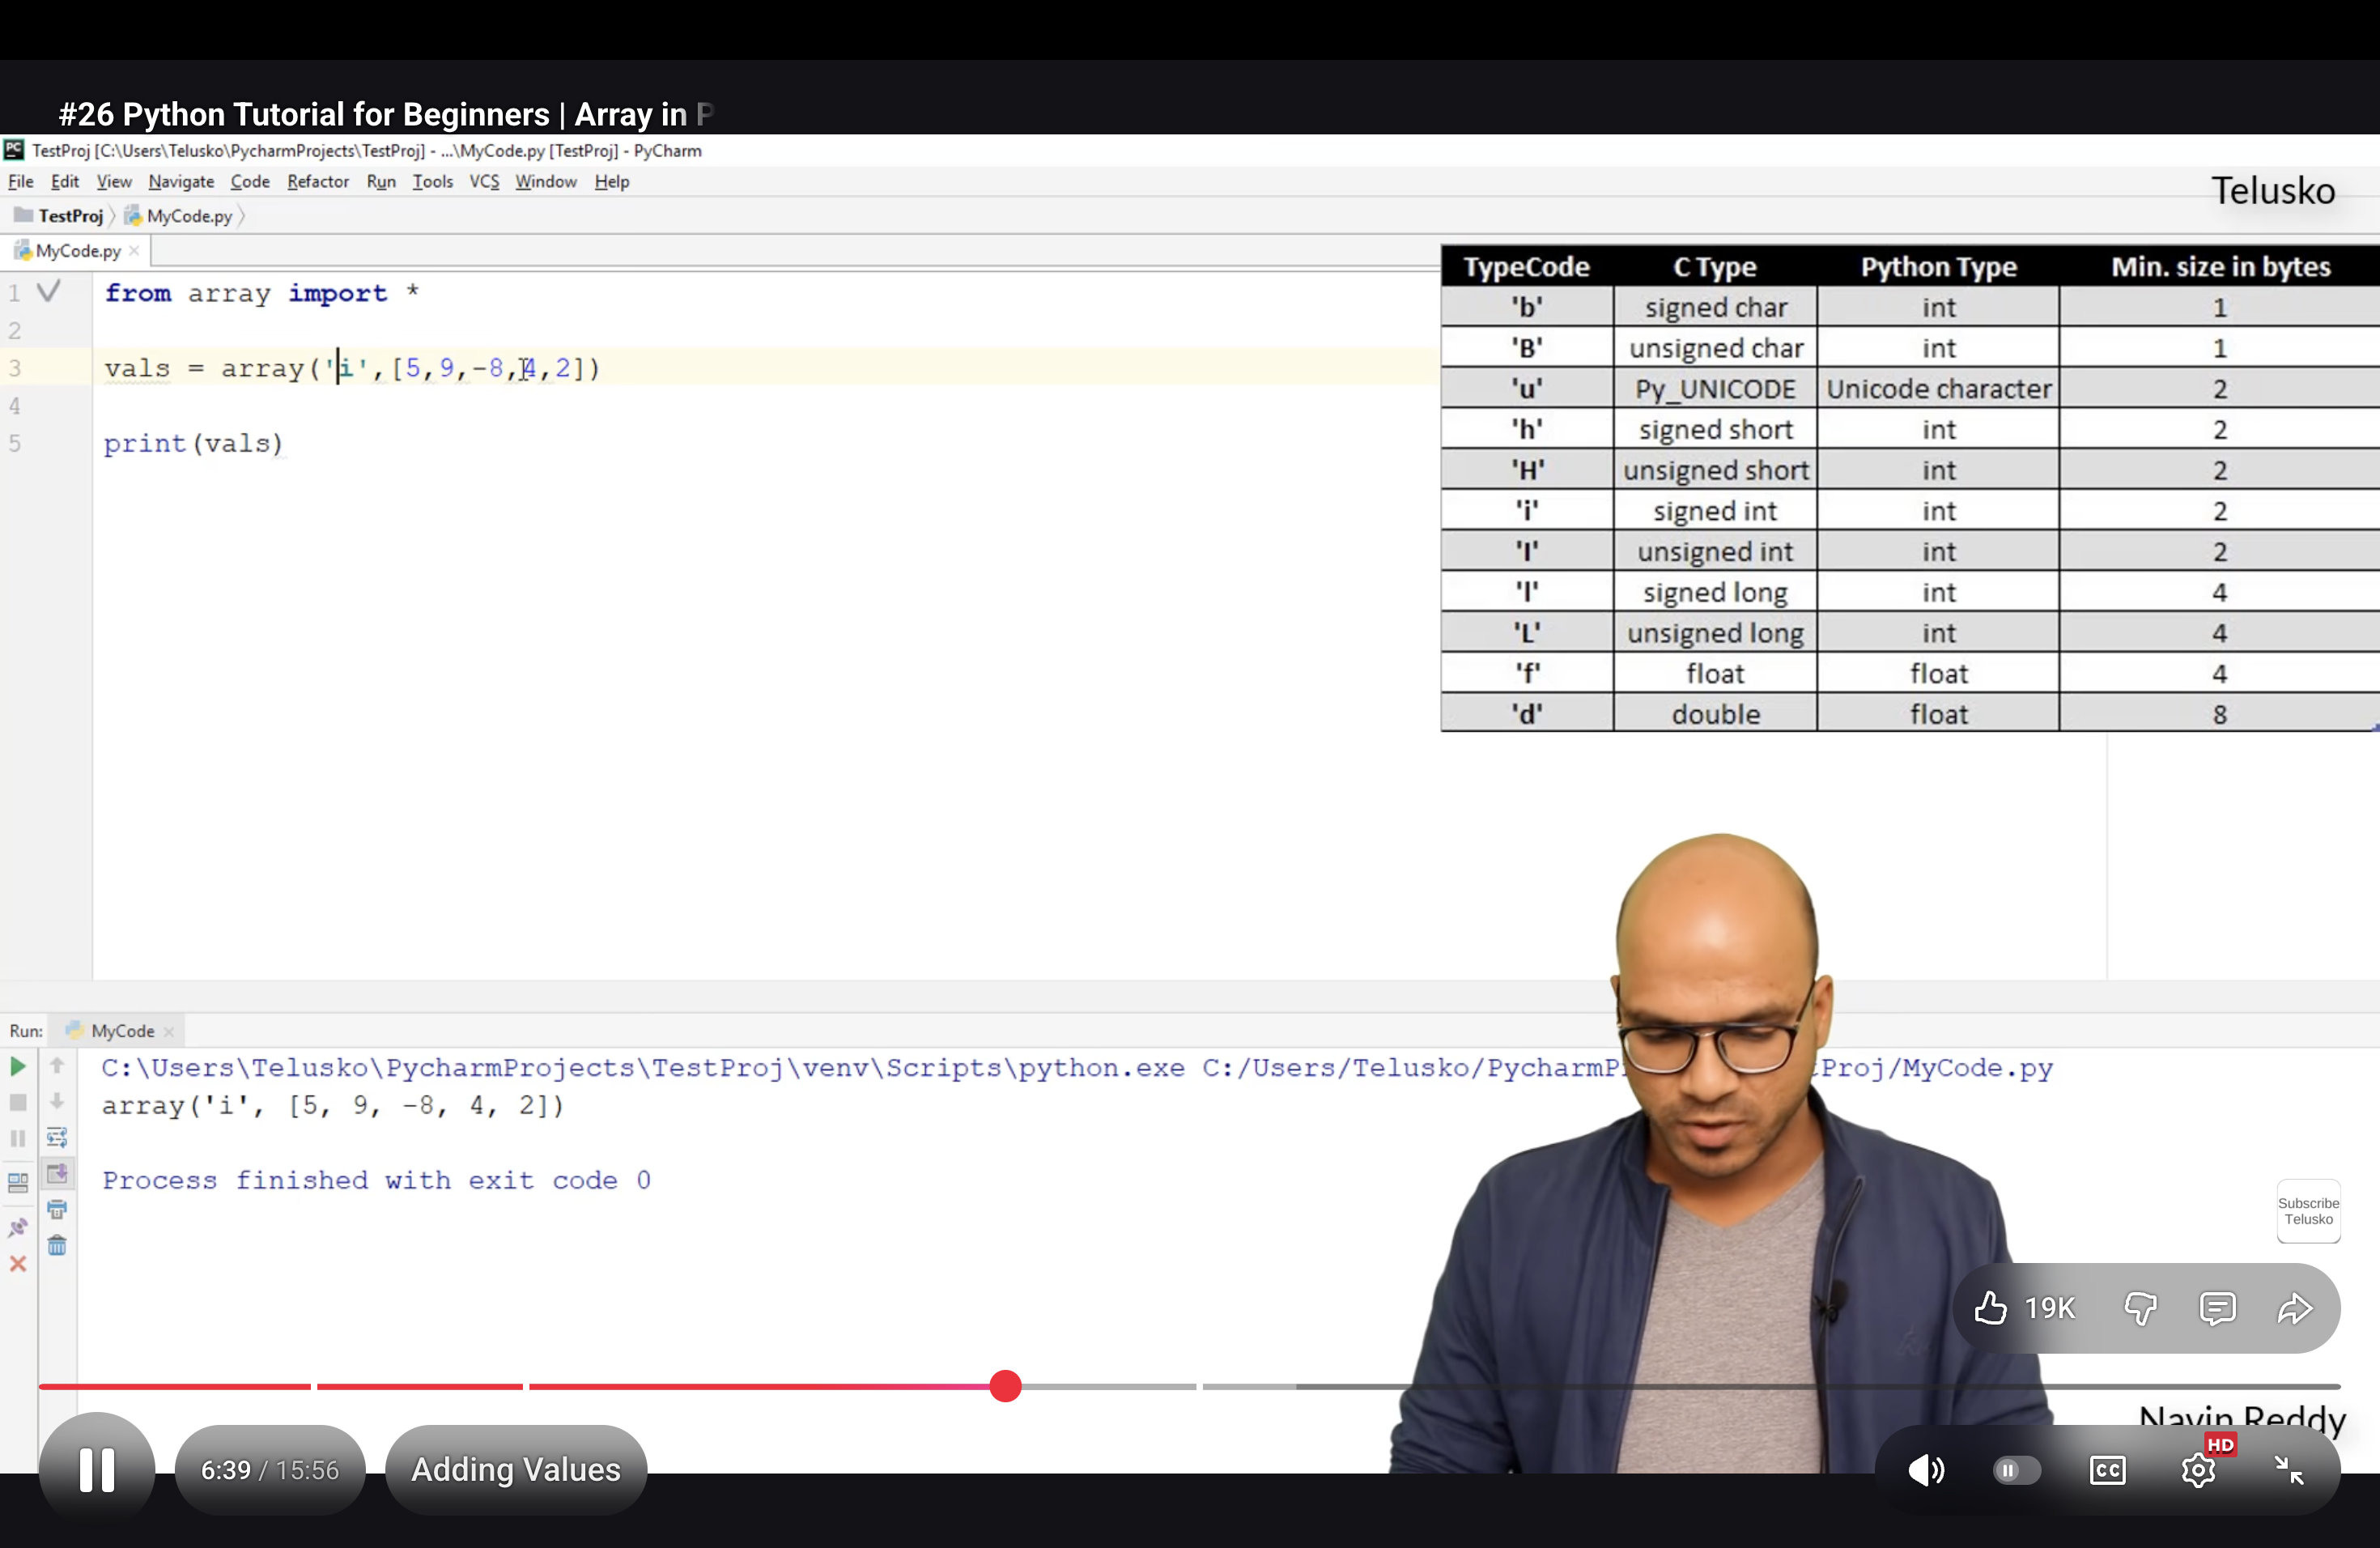 #26 Python Tutorial for Beginners | Array in P
TestProj [C:\Users\Telusko\PycharmProjects\TestProj] - ...\MyCode.py [TestProj] - PyCharm
File Edit View Navigate Code Refactor Run Tools VCS Window Help
Telusko
TestProj MyCode.py
MyCode.py
1 from array import *
2
3 vals = array('i',[5,9,-8,4,2])
4
5 print(vals)
TypeCode C Type Python Type Min. size in bytes
'b' signed char int 1
'B' unsigned char int 1
'u' Py_UNICODE Unicode character 2
'h' signed short int 2
'H' unsigned short int 2
'i' signed int int 2
'I' unsigned int int 2
'l' signed long int 4
'L' unsigned long int 4
'f' float float 4
'd' double float 8
Run: MyCode
C:\Users\Telusko\PycharmProjects\TestProj\venv\Scripts\python.exe C:/Users/Telusko/PycharmP tProj/MyCode.py
array('i', [5, 9, -8, 4, 2])
Process finished with exit code 0
Subscribe
Telusko
19K
Navin Reddy
6:39 / 15:56 Adding Values
CC HD